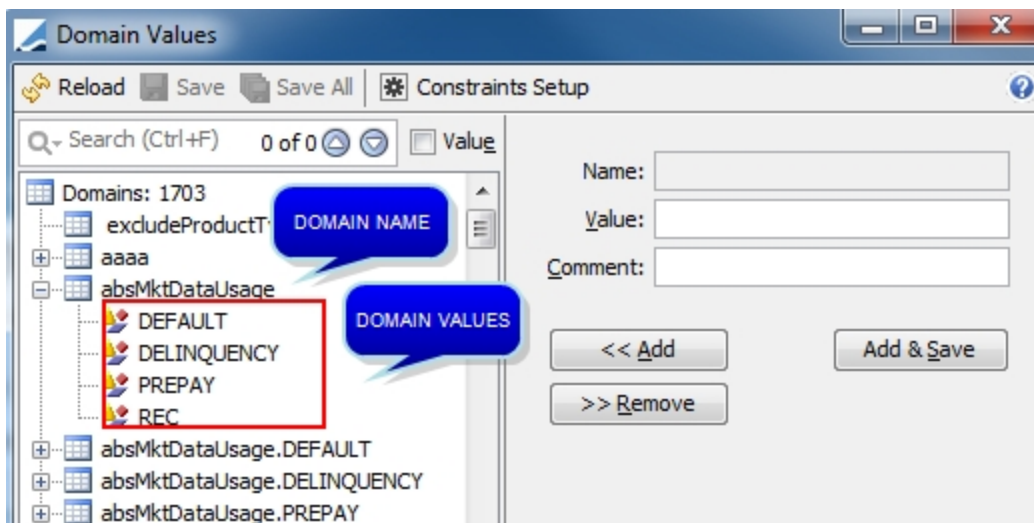 Domain Values
Reload Save Save All Constraints Setup
Search (Ctrl+F) 0 of 0 Value
Domains: 1703
excludeProductT
aaaa
absMktDataUsage
DEFAULT
DELINQUENCY
PREPAY
REC
absMktDataUsage.DEFAULT
absMktDataUsage.DELINQUENCY
absMktDataUsage.PREPAY
DOMAIN NAME
DOMAIN VALUES
Name:
Value:
Comment:
<< Add
Add & Save
>> Remove